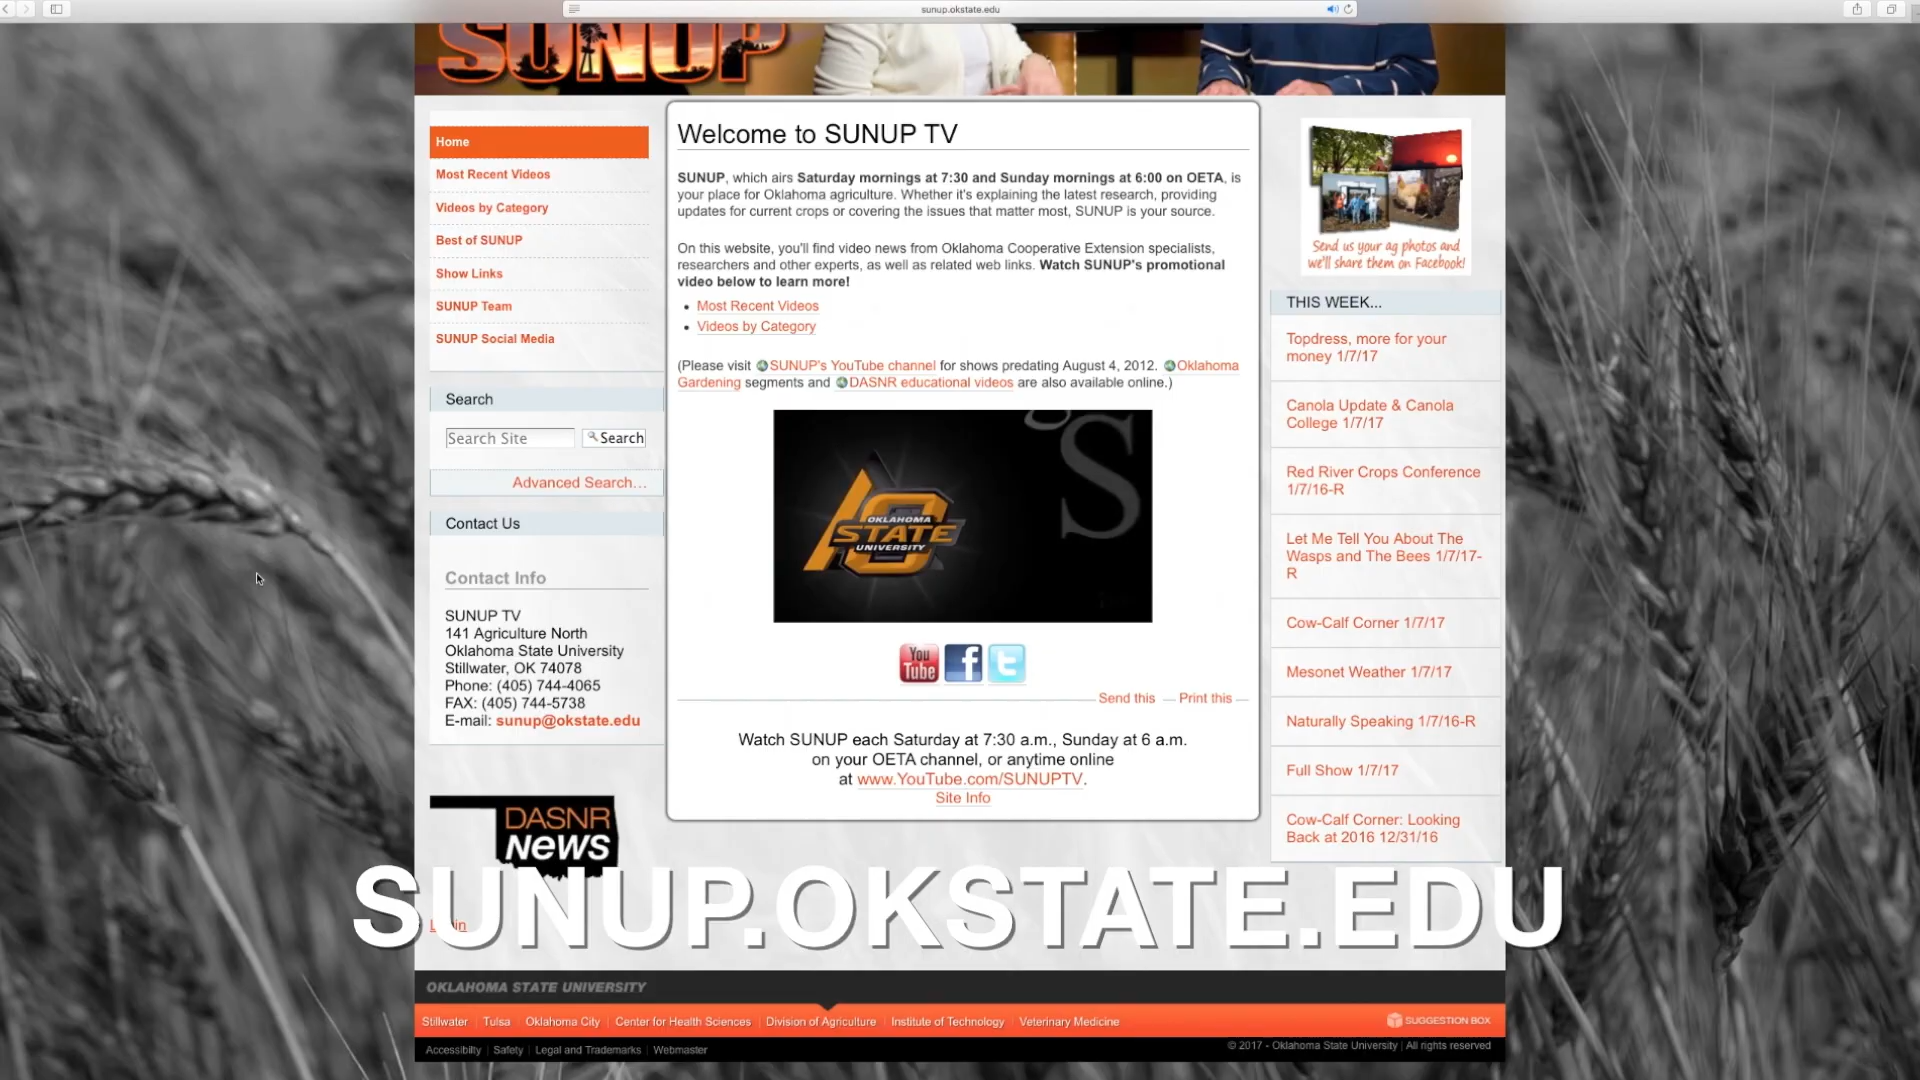 sunup.okstate.edu
SUNUP
Home
Most Recent Videos
Videos by Category
Best of SUNUP
Show Links
SUNUP Team
SUNUP Social Media
Search
Search Site
Search
Advanced Search...
Contact Us
Contact Info
SUNUP TV
141 Agriculture North
Oklahoma State University
Stillwater, OK 74078
Phone: (405) 744-4065
FAX: (405) 744-5738
E-mail: sunup@okstate.edu
DASNR
News
Welcome to SUNUP TV
SUNUP, which airs Saturday mornings at 7:30 and Sunday mornings at 6:00 on OETA, is
your place for Oklahoma agriculture. Whether it's explaining the latest research, providing
updates for current crops or covering the issues that matter most, SUNUP is your source.
On this website, you'll find video news from Oklahoma Cooperative Extension specialists,
researchers and other experts, as well as related web links. Watch SUNUP's promotional
video below to learn more!
Most Recent Videos
Videos by Category
(Please visit SUNUP's YouTube channel for shows predating August 4, 2012. Oklahoma
Gardening segments and DASNR educational videos are also available online.)
S
OKLAHOMA
STATE
UNIVERSITY
You
Tube
f
t
Send this
Print this
Watch SUNUP each Saturday at 7:30 a.m., Sunday at 6 a.m.
on your OETA channel, or anytime online
at www.YouTube.com/SUNUPTV.
Site Info
Send us your ag photos and
we'll share them on Facebook!
THIS WEEK...
Topdress, more for your
money 1/7/17
Canola Update & Canola
College 1/7/17
Red River Crops Conference
1/7/16-R
Let Me Tell You About The
Wasps and The Bees 1/7/17-
R
Cow-Calf Corner 1/7/17
Mesonet Weather 1/7/17
Naturally Speaking 1/7/16-R
Full Show 1/7/17
Cow-Calf Corner: Looking
Back at 2016 12/31/16
SUNUP.OKSTATE.EDU
OKLAHOMA STATE UNIVERSITY
Stillwater | Tulsa | Oklahoma City | Center for Health Sciences | Division of Agriculture | Institute of Technology | Veterinary Medicine
SUGGESTION BOX
Accessibility | Safety | Legal and Trademarks | Webmaster
© 2017 - Oklahoma State University | All rights reserved